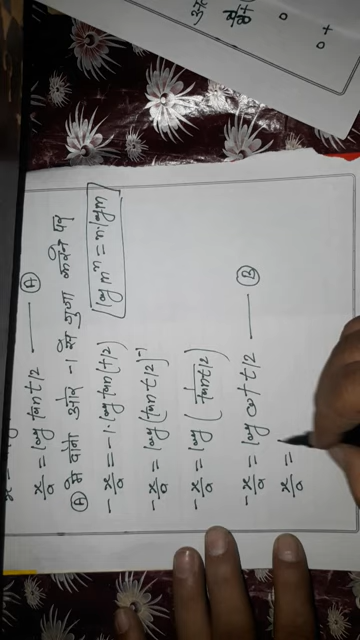 x/a = log tan t/2 —— Ⓐ
Ⓐ में दोनों ओर -1 से गुणा करने पर
-x/a = -1·log tan(t/2)
log mⁿ = n·log m
-x/a = log(tan t/2)⁻¹
-x/a = log(1/tan t/2)
-x/a = log cot t/2 —— Ⓑ
x/a =